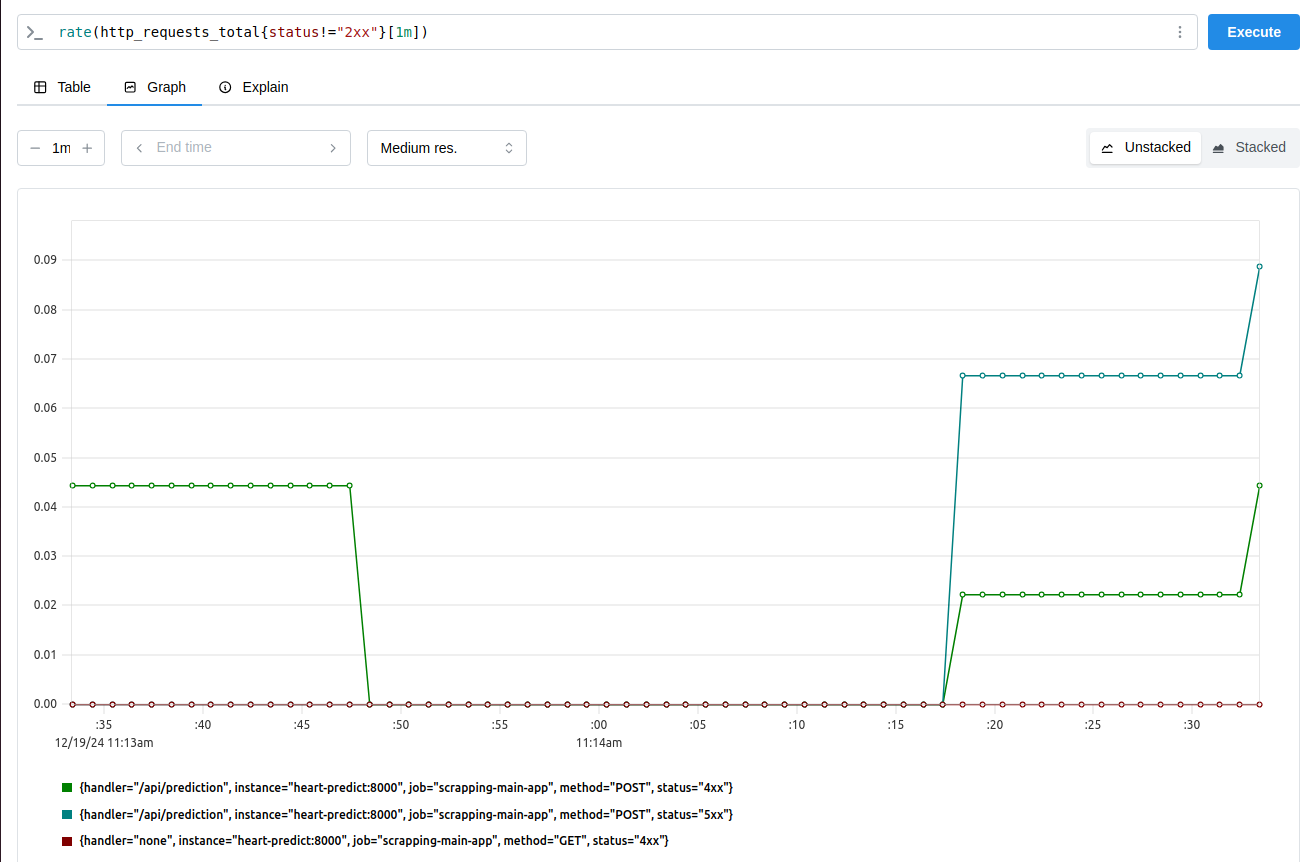 rate(http_requests_total{status!="2xx"}[1m])
Execute
Table Graph Explain
1m End time Medium res. Unstacked Stacked
0.09
0.08
0.07
0.06
0.05
0.04
0.03
0.02
0.01
0.00
:35 :40 :45 :50 :55 :00 :05 :10 :15 :20 :25 :30
12/19/24 11:13am 11:14am
{handler="/api/prediction", instance="heart-predict:8000", job="scrapping-main-app", method="POST", status="4xx"}
{handler="/api/prediction", instance="heart-predict:8000", job="scrapping-main-app", method="POST", status="5xx"}
{handler="none", instance="heart-predict:8000", job="scrapping-main-app", method="GET", status="4xx"}